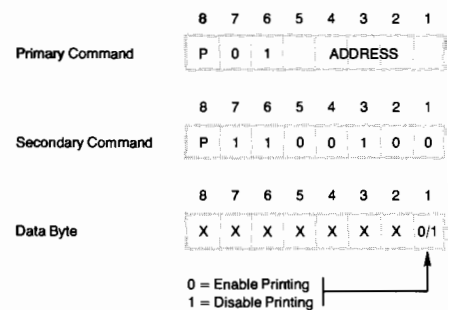 8 7 6 5 4 3 2 1
Primary Command P 0 1 ADDRESS
8 7 6 5 4 3 2 1
Secondary Command P 1 1 0 0 1 0 0
8 7 6 5 4 3 2 1
Data Byte X X X X X X X 0/1
0 = Enable Printing
1 = Disable Printing